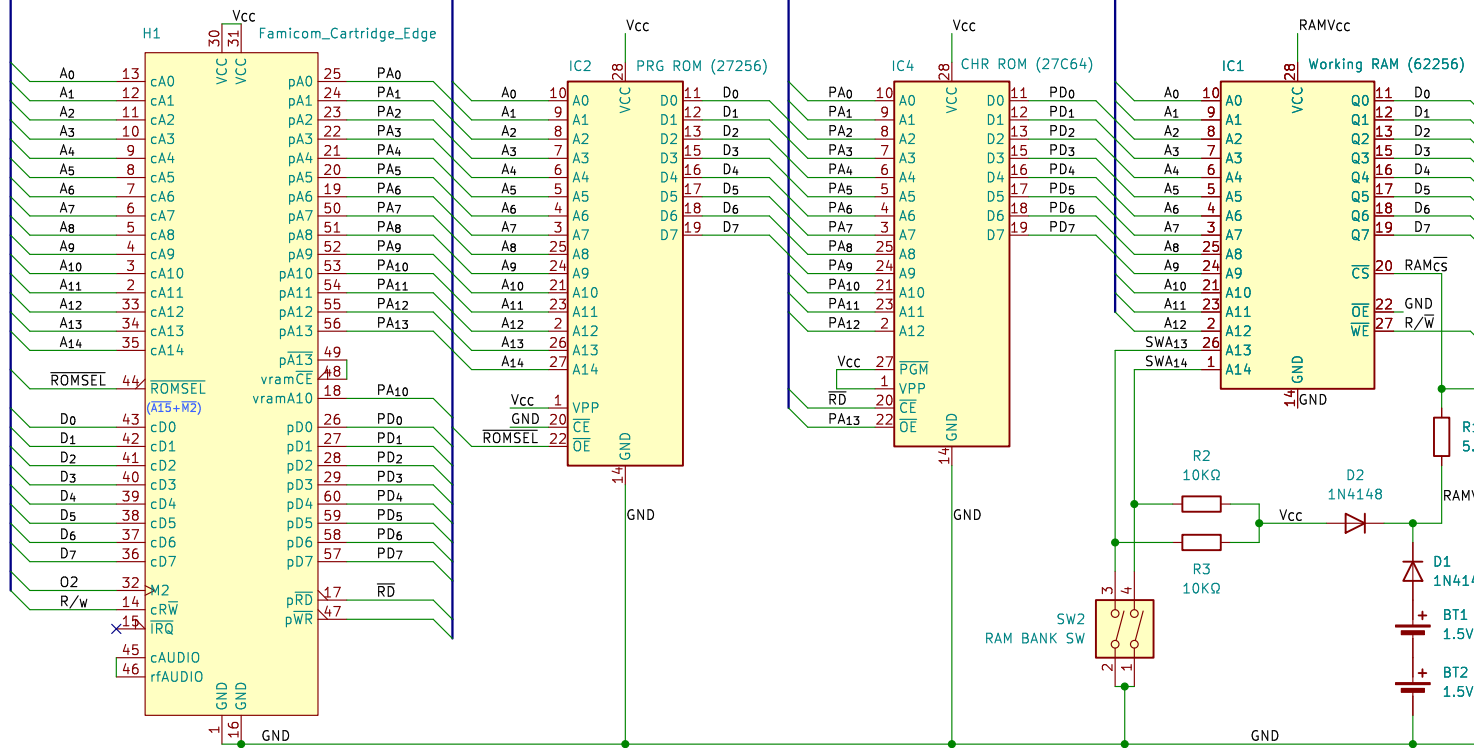 Vcc
H1
Famicom_Cartridge_Edge
30
31
VCC
VCC
A0 13 cA0
A1 12 cA1
A2 11 cA2
A3 10 cA3
A4 9 cA4
A5 8 cA5
A6 7 cA6
A7 6 cA7
A8 5 cA8
A9 4 cA9
A10 3 cA10
A11 2 cA11
A12 33 cA12
A13 34 cA13
A14 35 cA14
ROMSEL 44 ROMSEL
(A15+M2)
D0 43 cD0
D1 42 cD1
D2 41 cD2
D3 40 cD3
D4 39 cD4
D5 38 cD5
D6 37 cD6
D7 36 cD7
O2 32 M2
R/W 14 cRW
15 IRQ
45 cAUDIO
46 rfAUDIO
pA0 25 PA0
pA1 24 PA1
pA2 23 PA2
pA3 22 PA3
pA4 21 PA4
pA5 20 PA5
pA6 19 PA6
pA7 50 PA7
pA8 51 PA8
pA9 52 PA9
pA10 53 PA10
pA11 54 PA11
pA12 55 PA12
pA13 56 PA13
pA13 49
vramCE 48
vramA10 18 PA10
pD0 26 PD0
pD1 27 PD1
pD2 28 PD2
pD3 29 PD3
pD4 60 PD4
pD5 59 PD5
pD6 58 PD6
pD7 57 PD7
pRD 17 RD
pWR 47
GND
GND
1
16
GND
Vcc
IC2
PRG ROM (27256)
28
VCC
A0 10 A0
A1 9 A1
A2 8 A2
A3 7 A3
A4 6 A4
A5 5 A5
A6 4 A6
A7 3 A7
A8 25 A8
A9 24 A9
A10 21 A10
A11 23 A11
A12 2 A12
A13 26 A13
A14 27 A14
Vcc 1 VPP
GND 20 CE
ROMSEL 22 OE
D0 11 D0
D1 12 D1
D2 13 D2
D3 15 D3
D4 16 D4
D5 17 D5
D6 18 D6
D7 19 D7
GND
14
GND
Vcc
IC4
CHR ROM (27C64)
28
VCC
PA0 10 A0
PA1 9 A1
PA2 8 A2
PA3 7 A3
PA4 6 A4
PA5 5 A5
PA6 4 A6
PA7 3 A7
PA8 25 A8
PA9 24 A9
PA10 21 A10
PA11 23 A11
PA12 2 A12
Vcc 27 PGM
1 VPP
RD 20 CE
PA13 22 OE
D0 11 PD0
D1 12 PD1
D2 13 PD2
D3 15 PD3
D4 16 PD4
D5 17 PD5
D6 18 PD6
D7 19 PD7
GND
14
GND
RAMVcc
IC1
Working RAM (62256)
28
VCC
A0 10 A0
A1 9 A1
A2 8 A2
A3 7 A3
A4 6 A4
A5 5 A5
A6 4 A6
A7 3 A7
A8 25 A8
A9 24 A9
A10 21 A10
A11 23 A11
A12 2 A12
SWA13 26 A13
SWA14 1 A14
Q0 11 D0
Q1 12 D1
Q2 13 D2
Q3 15 D3
Q4 16 D4
Q5 17 D5
Q6 18 D6
Q7 19 D7
CS 20 RAMCS
OE 22 GND
WE 27 R/W
GND
14 GND
R2
10KΩ
R3
10KΩ
Vcc
D2
1N4148
D1
SW2
RAM BANK SW
3
4
2
1
BT1
1.5V
BT2
1.5V
GND